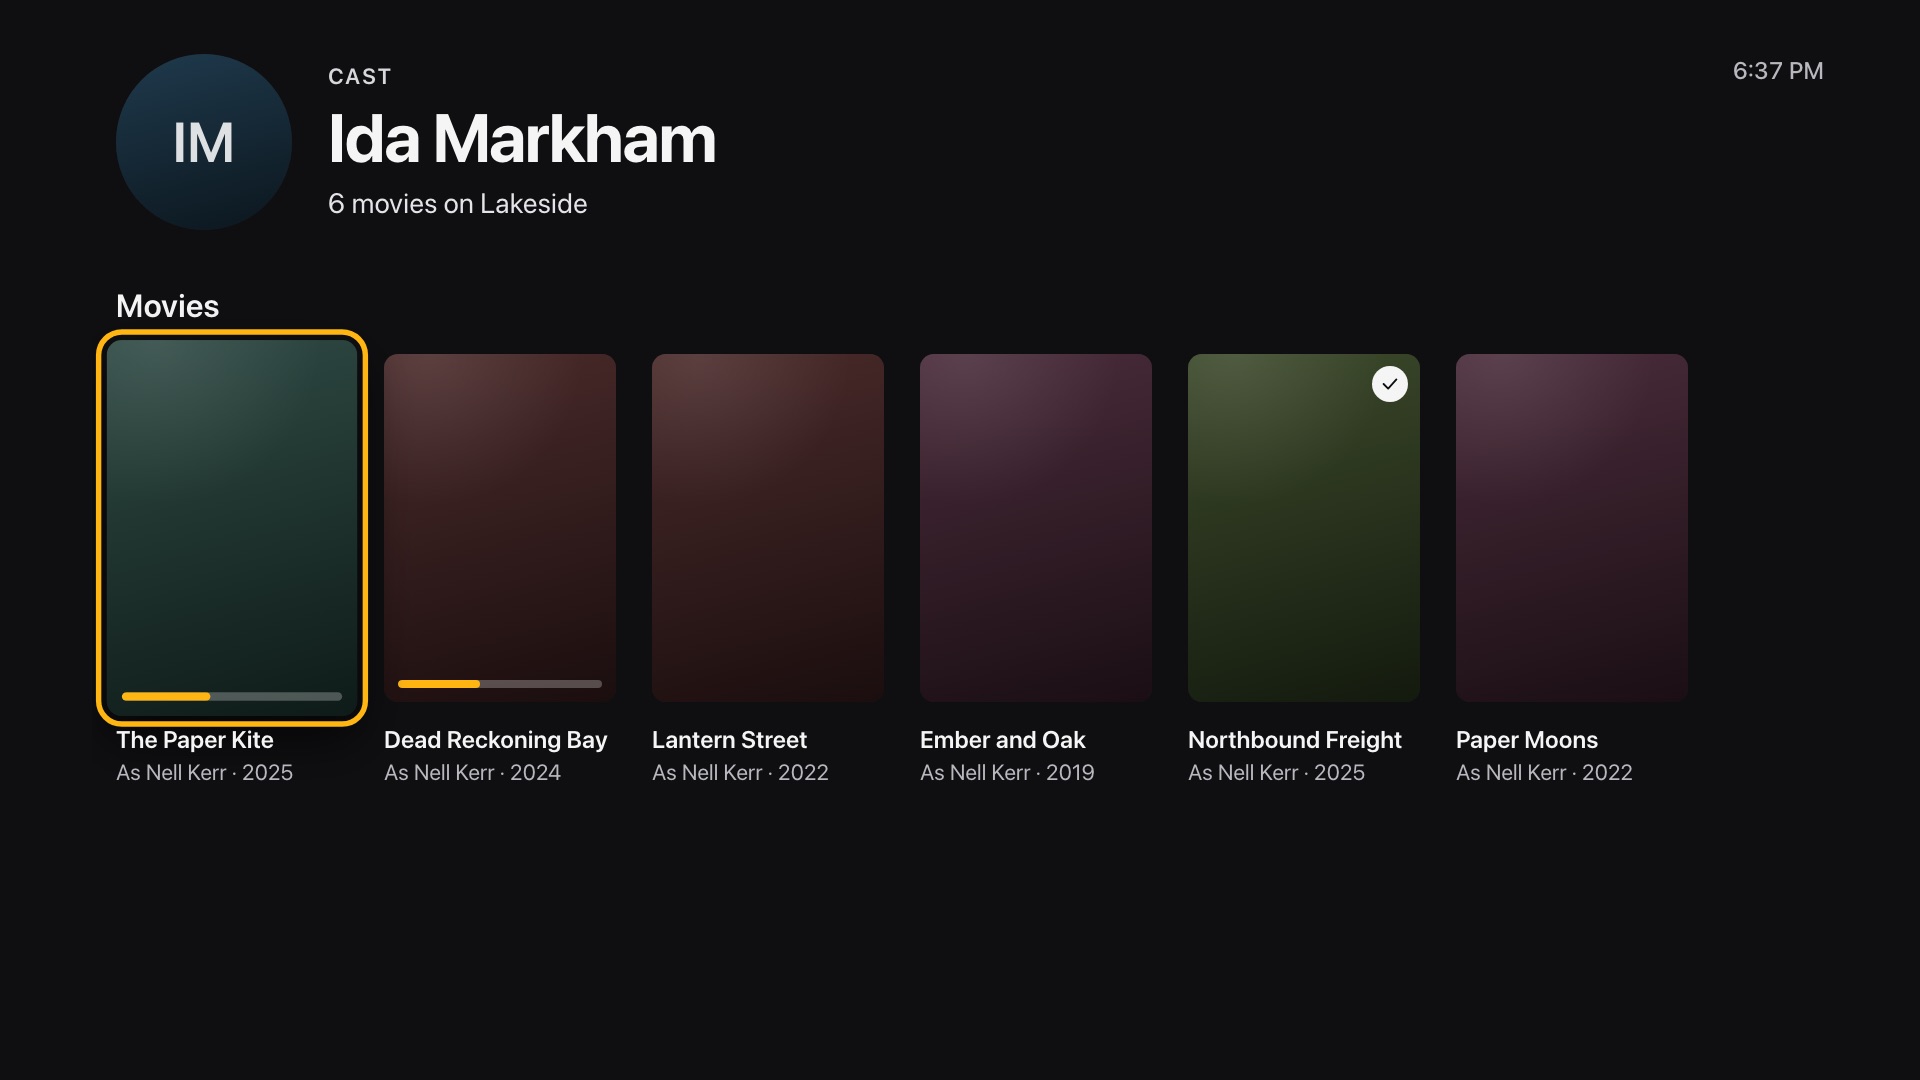 CAST
6:37 PM
IM
Ida Markham
6 movies on Lakeside
Movies
The Paper Kite
As Nell Kerr · 2025
Dead Reckoning Bay
As Nell Kerr · 2024
Lantern Street
As Nell Kerr · 2022
Ember and Oak
As Nell Kerr · 2019
Northbound Freight
As Nell Kerr · 2025
Paper Moons
As Nell Kerr · 2022